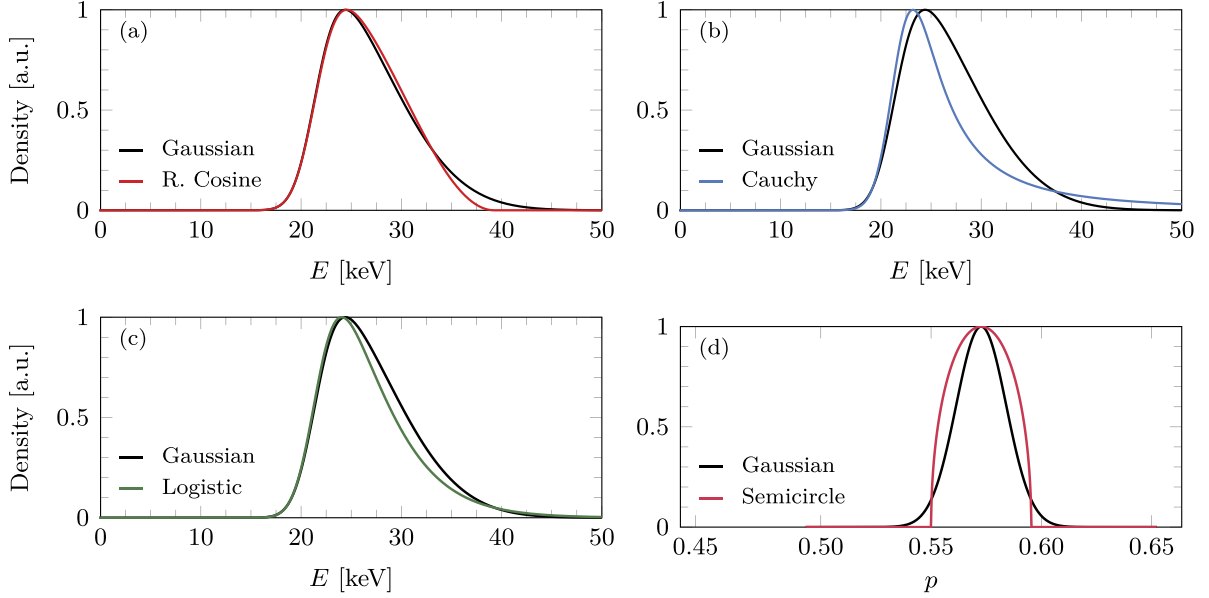 1
0.5
0
Density [a.u.]
(a)
Gaussian
R. Cosine
0 10 20 30 40 50
E [keV]
1
0.5
0
(b)
Gaussian
Cauchy
0 10 20 30 40 50
E [keV]
1
0.5
0
Density [a.u.]
(c)
Gaussian
Logistic
0 10 20 30 40 50
E [keV]
1
0.5
0
(d)
Gaussian
Semicircle
0.45 0.50 0.55 0.60 0.65
p